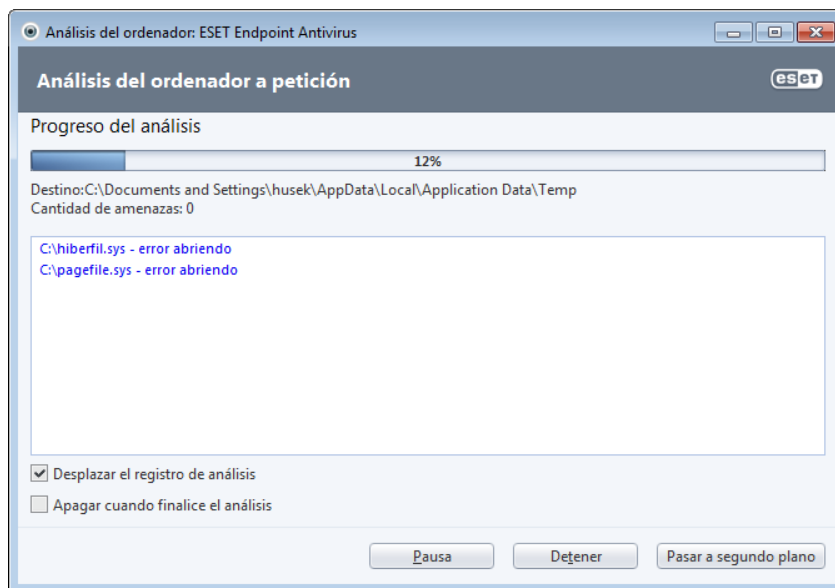 Análisis del ordenador: ESET Endpoint Antivirus
Análisis del ordenador a petición
eseT
Progreso del análisis
12%
Destino:C:\Documents and Settings\husek\AppData\Local\Application Data\Temp
Cantidad de amenazas: 0
C:\hiberfil.sys - error abriendo
C:\pagefile.sys - error abriendo
Desplazar el registro de análisis
Apagar cuando finalice el análisis
Pausa
Detener
Pasar a segundo plano